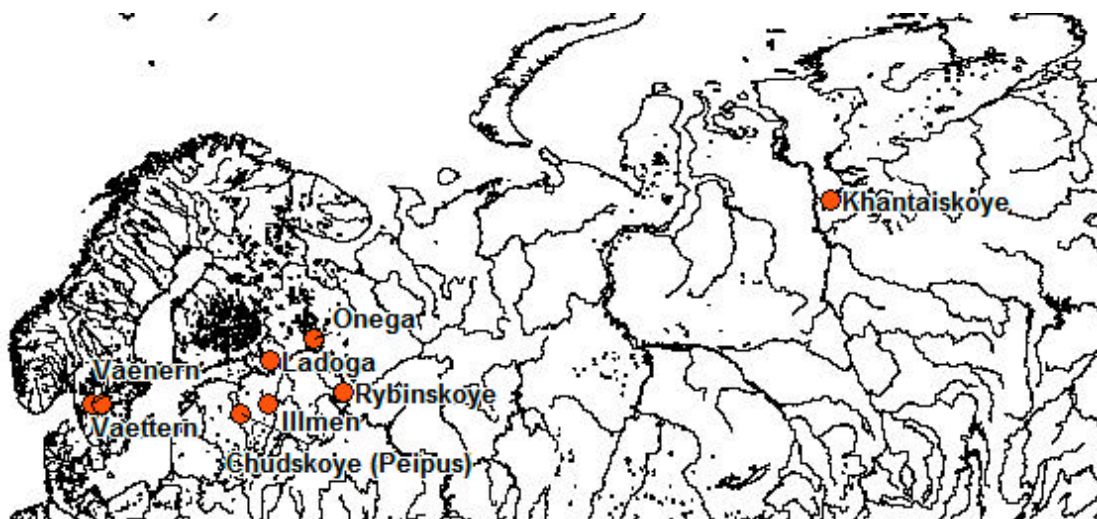 Khantaiskoye
Onega
Ladoga
Vaenern
Rybinskoye
Vaettern
Illmen
Chudskoye (Peipus)